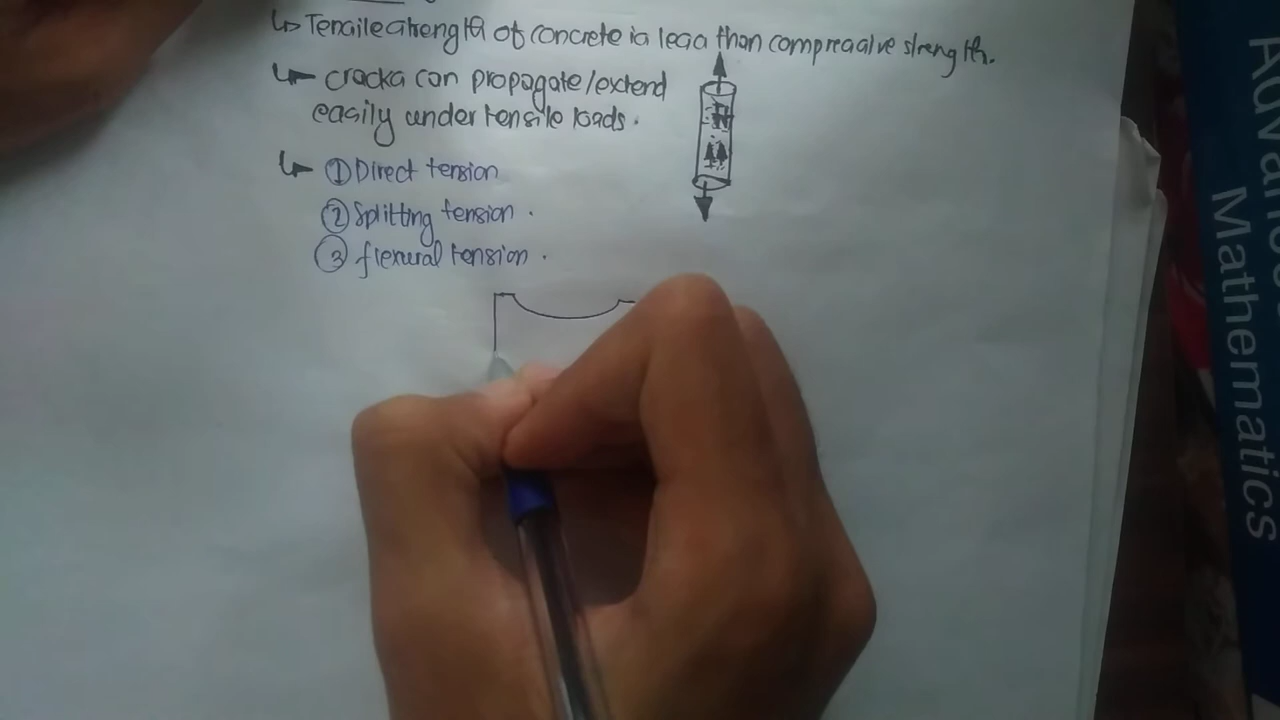 ↳ Tensile strength of concrete is less than compressive strength.
↳ cracks can propagate/extend
easily under tensile loads.
↳ ① Direct tension
② Splitting tension.
③ flexural tension.
Mathematics